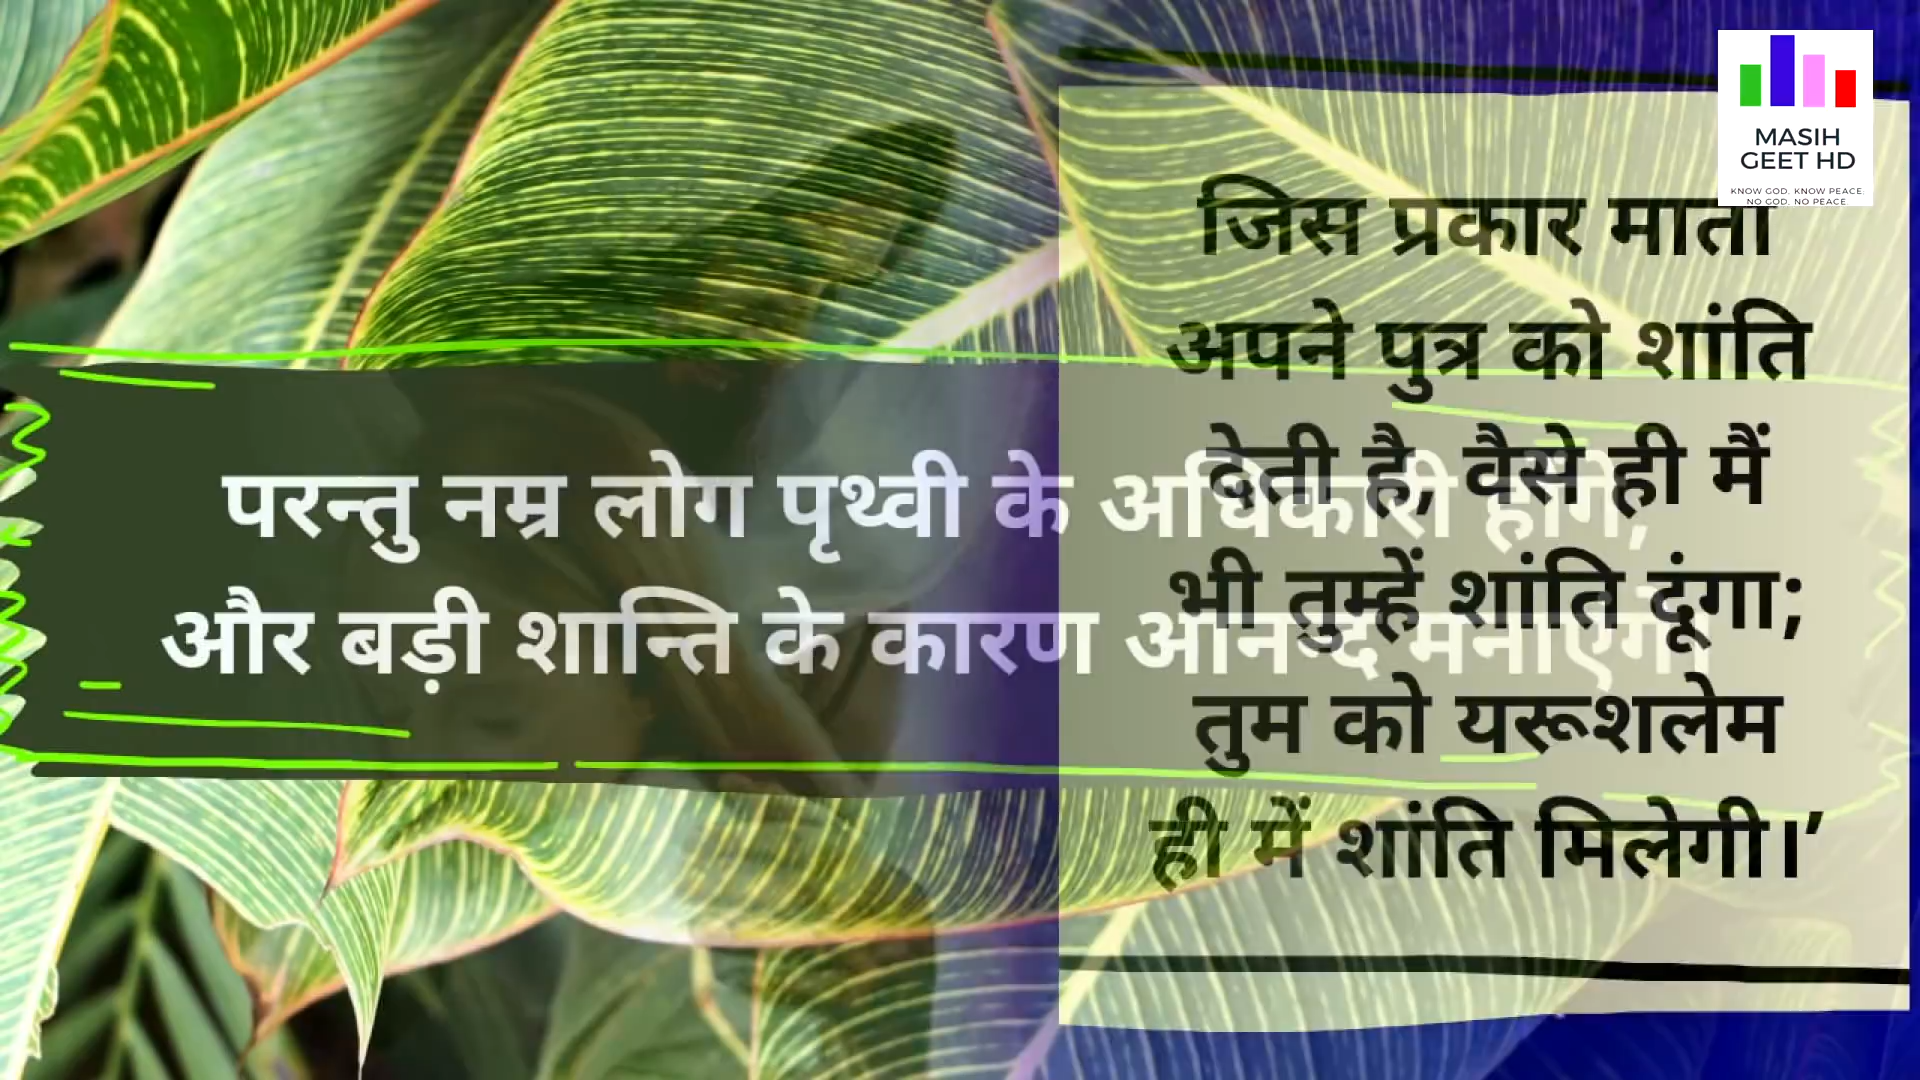 MASIH
GEET HD
KNOW GOD. KNOW PEACE.
NO GOD. NO PEACE.
जिस प्रकार माता
अपने पुत्र को शांति
देती है, वैसे ही मैं
भी तुम्हें शांति दूंगा;
तुम को यरूशलेम
ही में शांति मिलेगी।’
परन्तु नम्र लोग पृथ्वी के अधिकारी होंगे,
और बड़ी शान्ति के कारण आनन्द मनाएंगे।